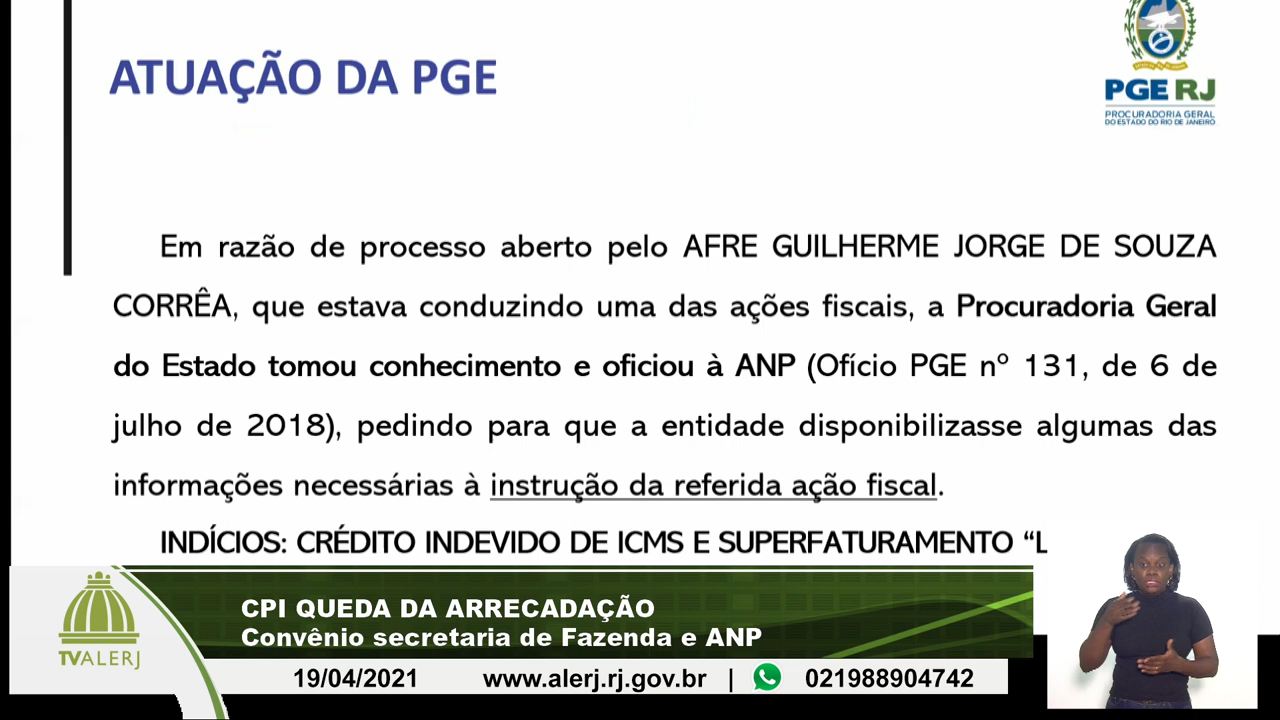 ATUAÇÃO DA PGE
PGE RJ
PROCURADORIA GERAL
DO ESTADO DO RIO DE JANEIRO
Em razão de processo aberto pelo AFRE GUILHERME JORGE DE SOUZA
CORRÊA, que estava conduzindo uma das ações fiscais, a Procuradoria Geral
do Estado tomou conhecimento e oficiou à ANP (Ofício PGE nº 131, de 6 de
julho de 2018), pedindo para que a entidade disponibilizasse algumas das
informações necessárias à instrução da referida ação fiscal.
INDÍCIOS: CRÉDITO INDEVIDO DE ICMS E SUPERFATURAMENTO “L
CPI QUEDA DA ARRECADAÇÃO
Convênio secretaria de Fazenda e ANP
TVALERJ
19/04/2021 www.alerj.rj.gov.br | 021988904742